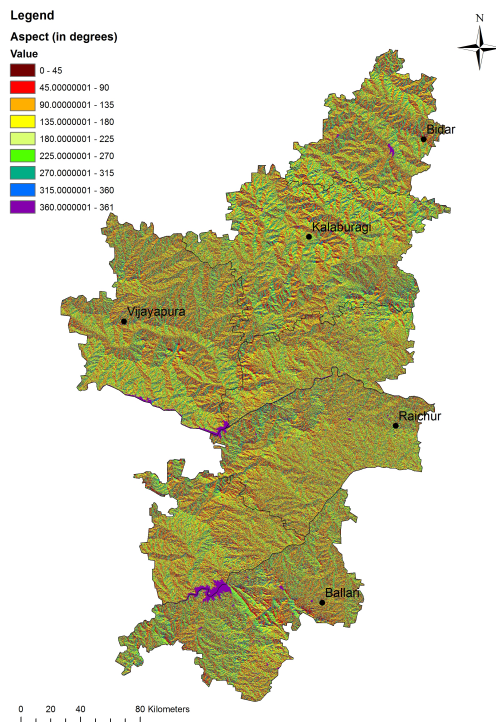 Legend
N
Aspect (in degrees)
Value
0 - 45
45.00000001 - 90
90.0000001 - 135
135.0000001 - 180
180.0000001 - 225
225.0000001 - 270
270.0000001 - 315
315.0000001 - 360
360.0000001 - 361
Bidar
Kalaburagi
Vijayapura
Raichur
Ballari
0 20 40 80 Kilometers